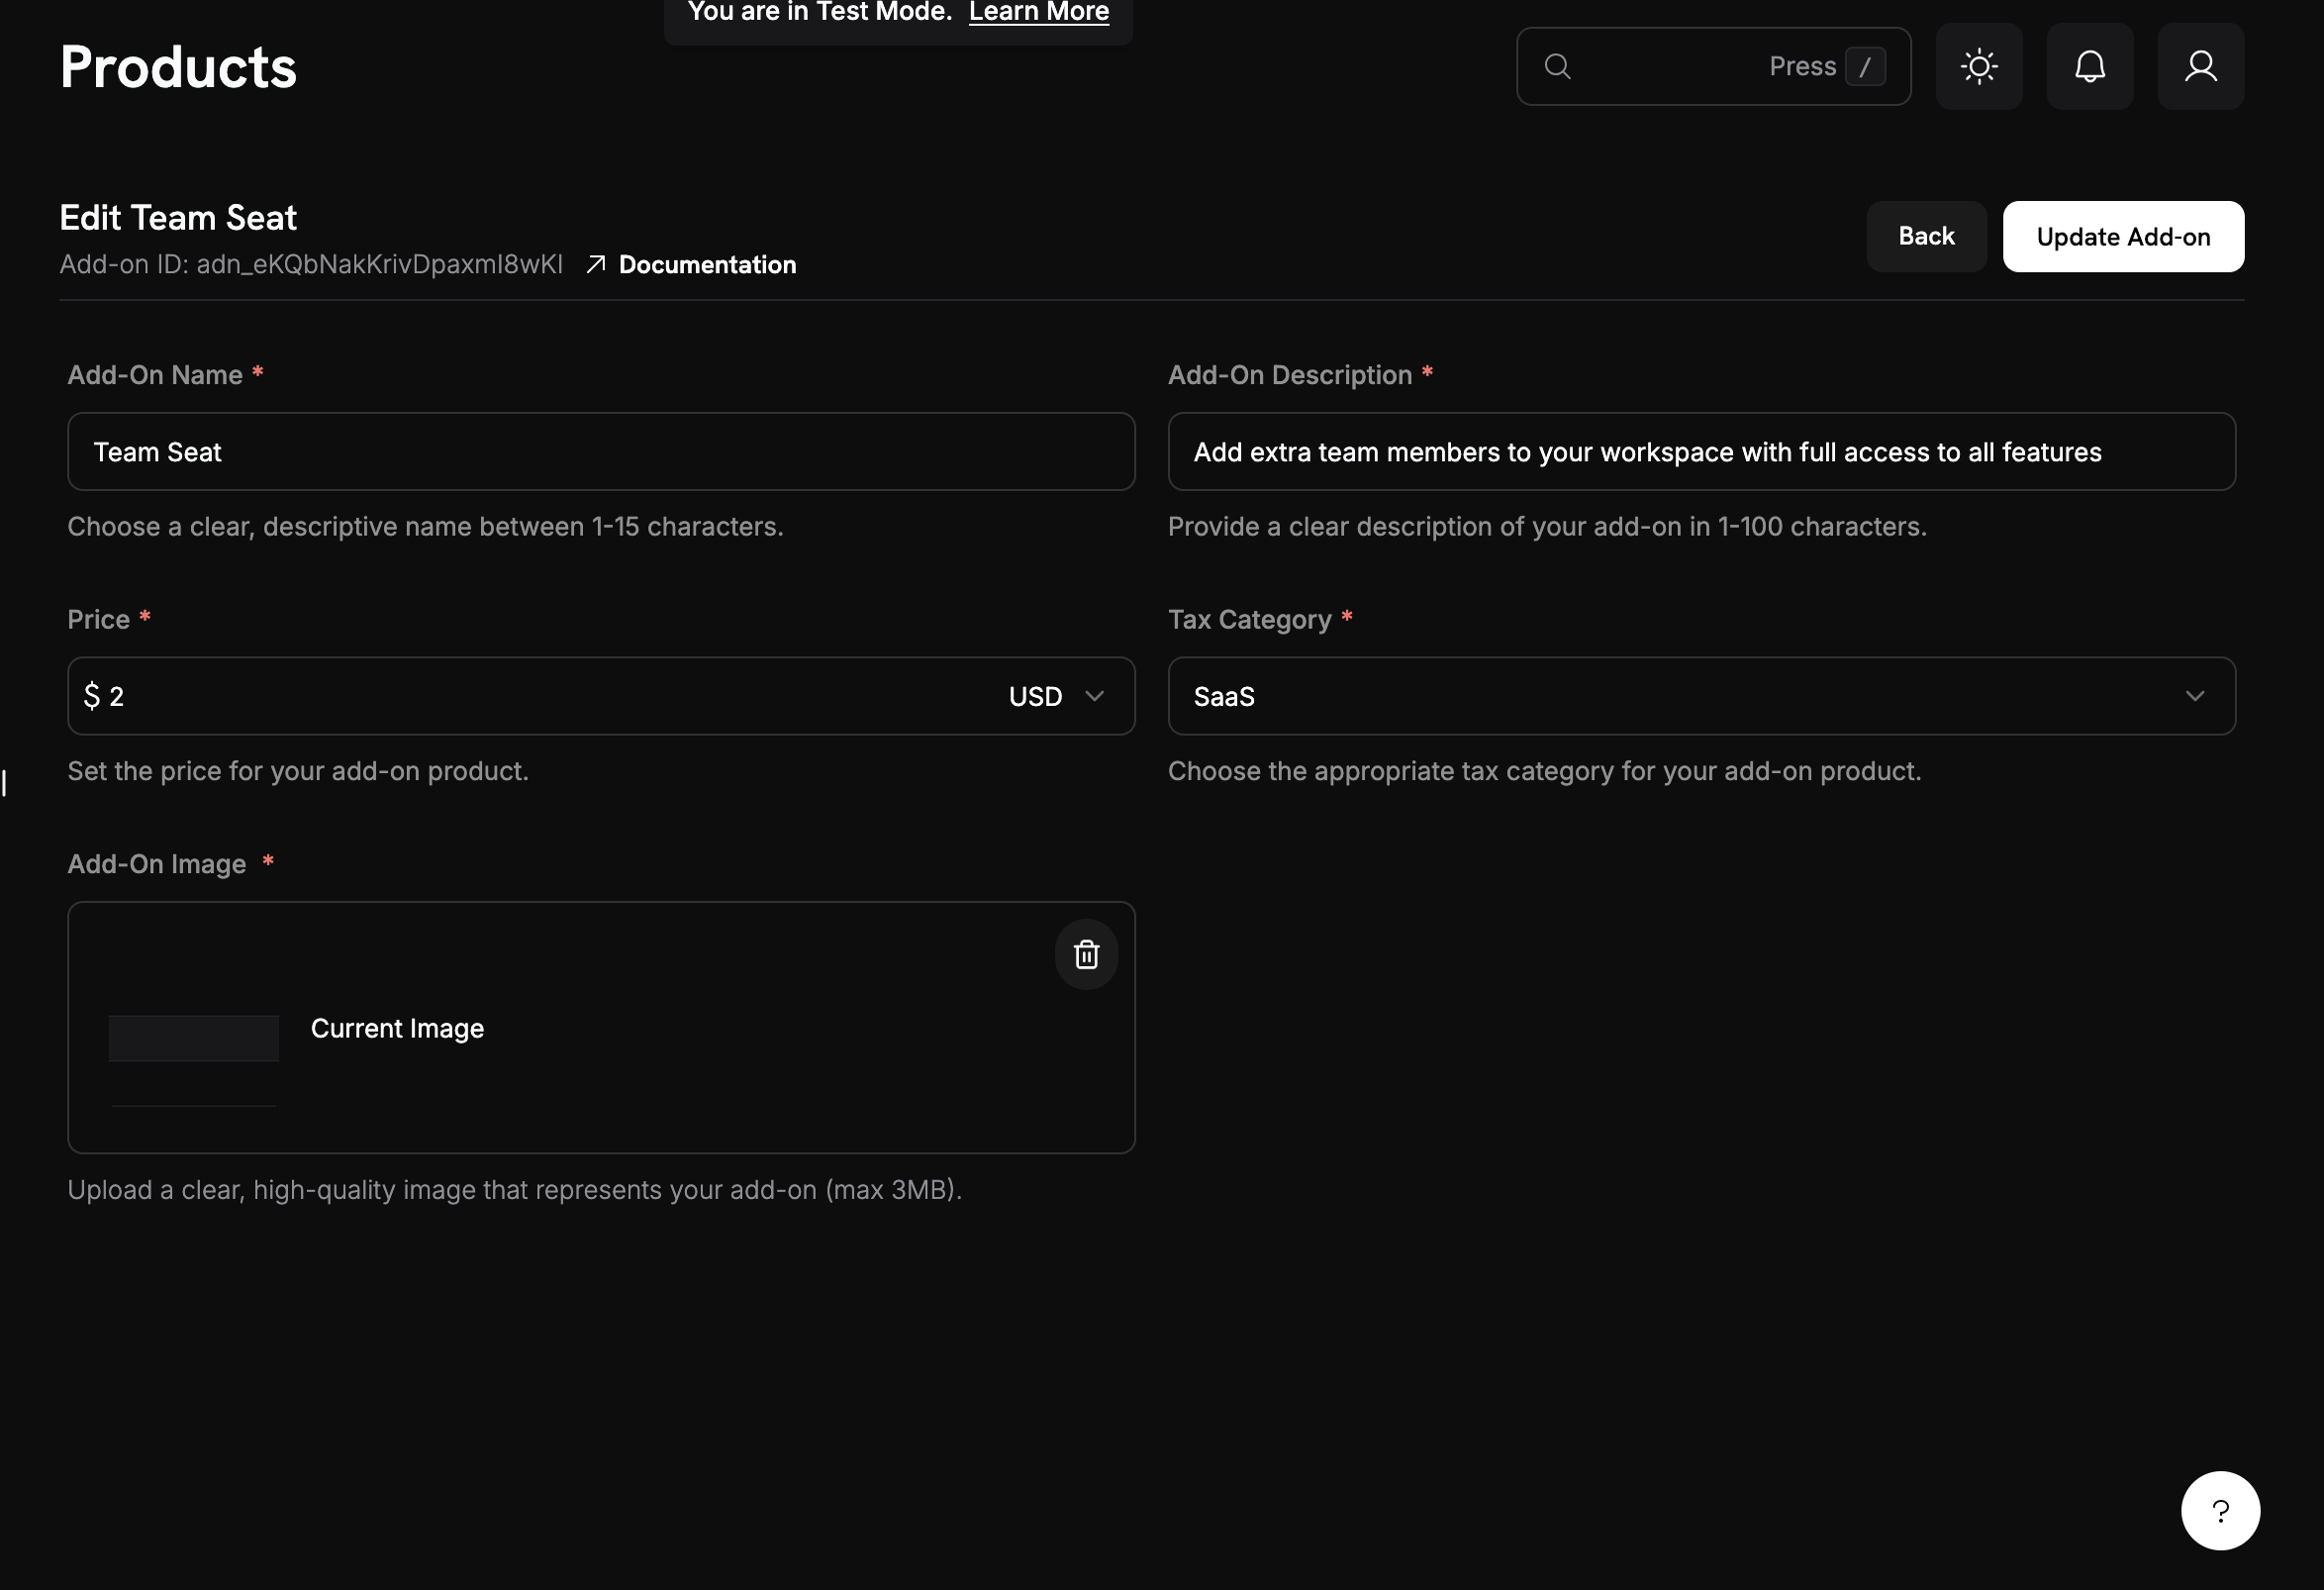 You are in Test Mode. Learn More
Products
Press /
Edit Team Seat
Add-on ID: adn_eKQbNakKrivDpaxmI8wKI
Documentation
Back
Update Add-on
Add-On Name *
Team Seat
Choose a clear, descriptive name between 1-15 characters.
Add-On Description *
Add extra team members to your workspace with full access to all features
Provide a clear description of your add-on in 1-100 characters.
Price *
$ 2
USD
Set the price for your add-on product.
Tax Category *
SaaS
Choose the appropriate tax category for your add-on product.
Add-On Image *
Current Image
Upload a clear, high-quality image that represents your add-on (max 3MB).
?